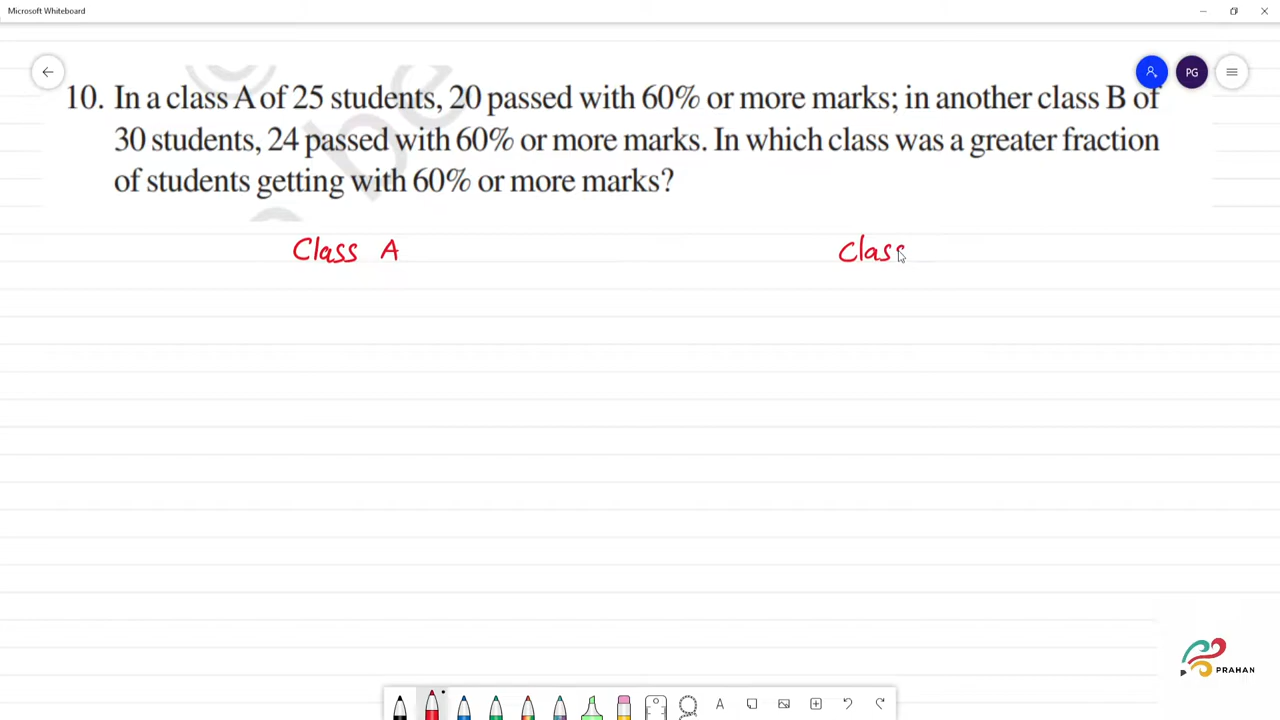 Microsoft Whiteboard
PG
10. In a class A of 25 students, 20 passed with 60% or more marks; in another class B of
30 students, 24 passed with 60% or more marks. In which class was a greater fraction
of students getting with 60% or more marks?
Class A Class
PRAHAN
A